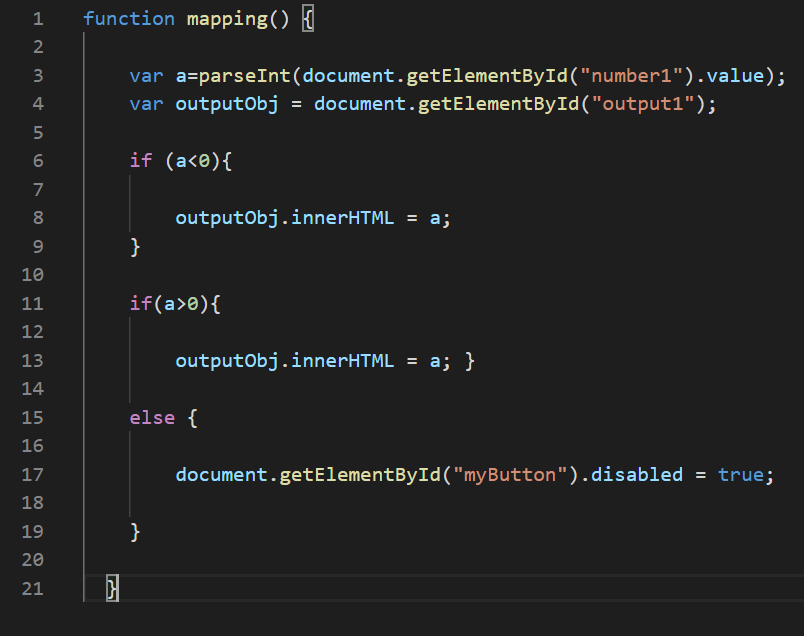 1 function mapping() {
2
3 var a=parseInt(document.getElementById("number1").value);
4 var outputObj = document.getElementById("output1");
5
6 if (a<0){
7
8 outputObj.innerHTML = a;
9 }
10
11 if(a>0){
12
13 outputObj.innerHTML = a; }
14
15 else {
16
17 document.getElementById("myButton").disabled = true;
18
19 }
20
21 }